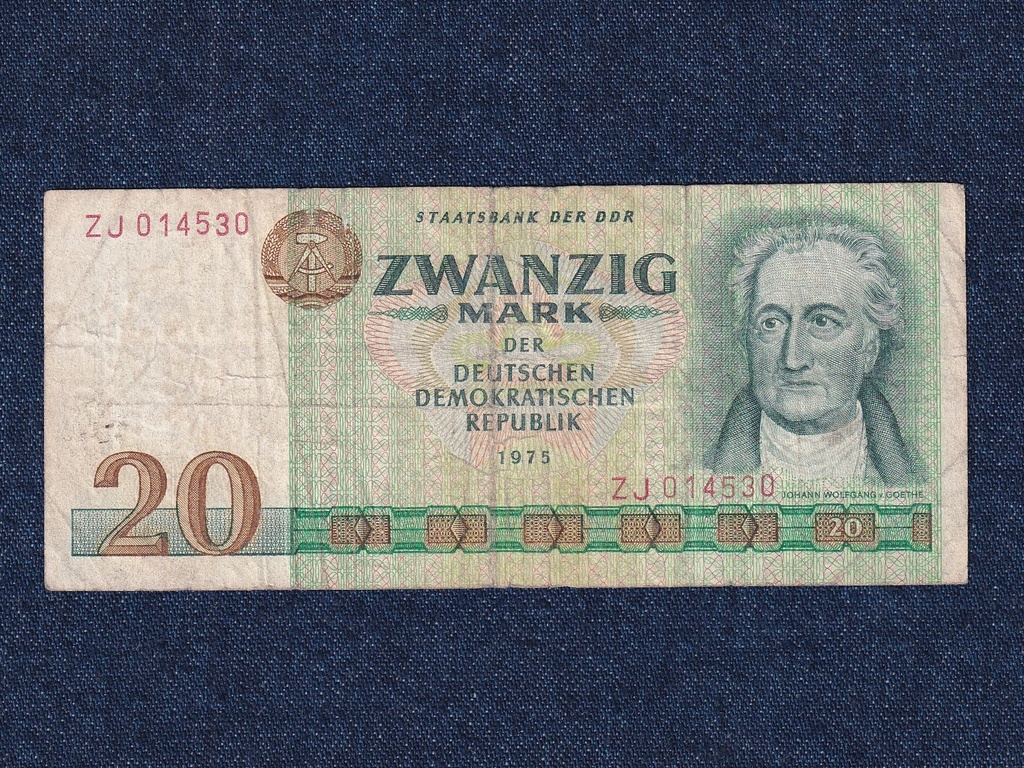 ZJ 014530
STAATSBANK DER DDR
ZWANZIG
MARK
DER
DEUTSCHEN
DEMOKRATISCHEN
REPUBLIK
1975
ZJ 014530
JOHANN WOLFGANG v. GOETHE
20
20